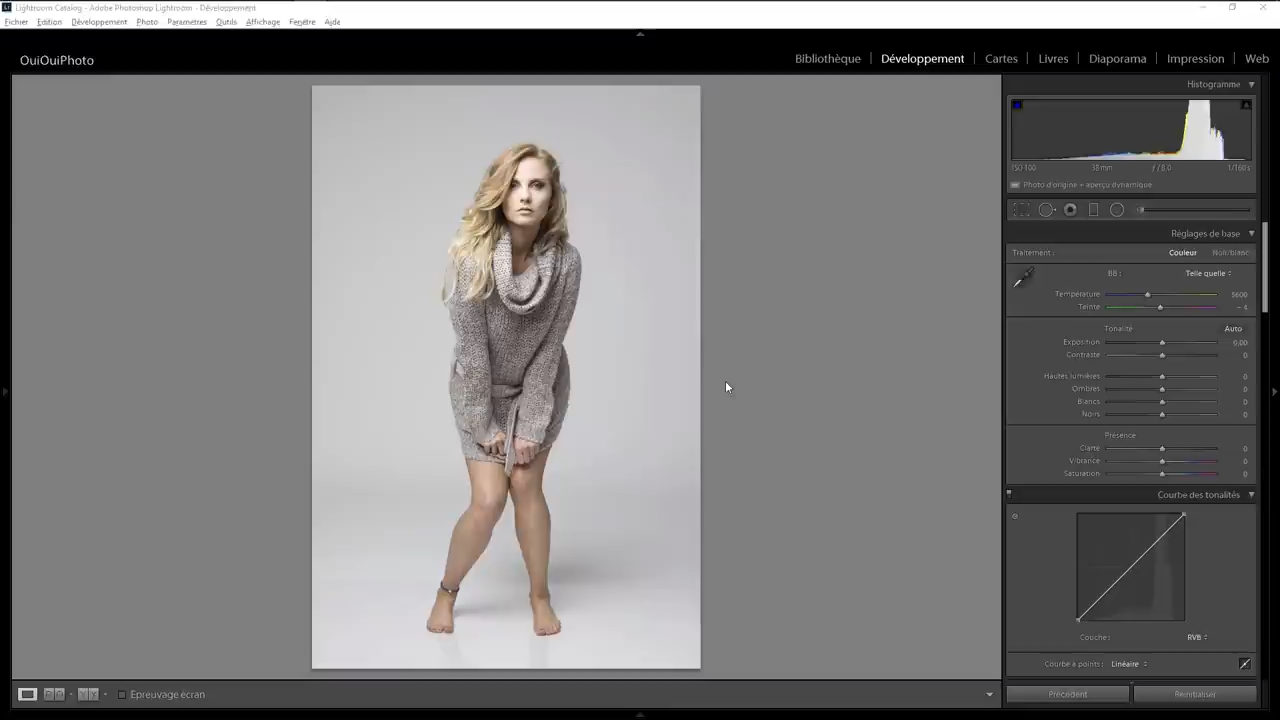 Lightroom Catalog - Adobe Photoshop Lightroom - Développement
Fichier Edition Développement Photo Paramètres Outils Affichage Fenêtre Aide
OuiOuiPhoto
Bibliothèque | Développement | Cartes | Livres | Diaporama | Impression | Web
Histogramme
ISO 100 38mm ƒ / 8,0 1/160s
Photo d'origine + aperçu dynamique
Réglages de base
Traitement : Couleur Noir/blanc
BB : Telle quelle
Température 5600
Teinte - 4
Tonalité Auto
Exposition 0,00
Contraste 0
Hautes lumières 0
Ombres 0
Blancs 0
Noirs 0
Présence
Clarté 0
Vibrance 0
Saturation 0
Courbe des tonalités
Couche : RVB
Courbe à points : Linéaire
Epreuvage écran
Précédent Réinitialiser